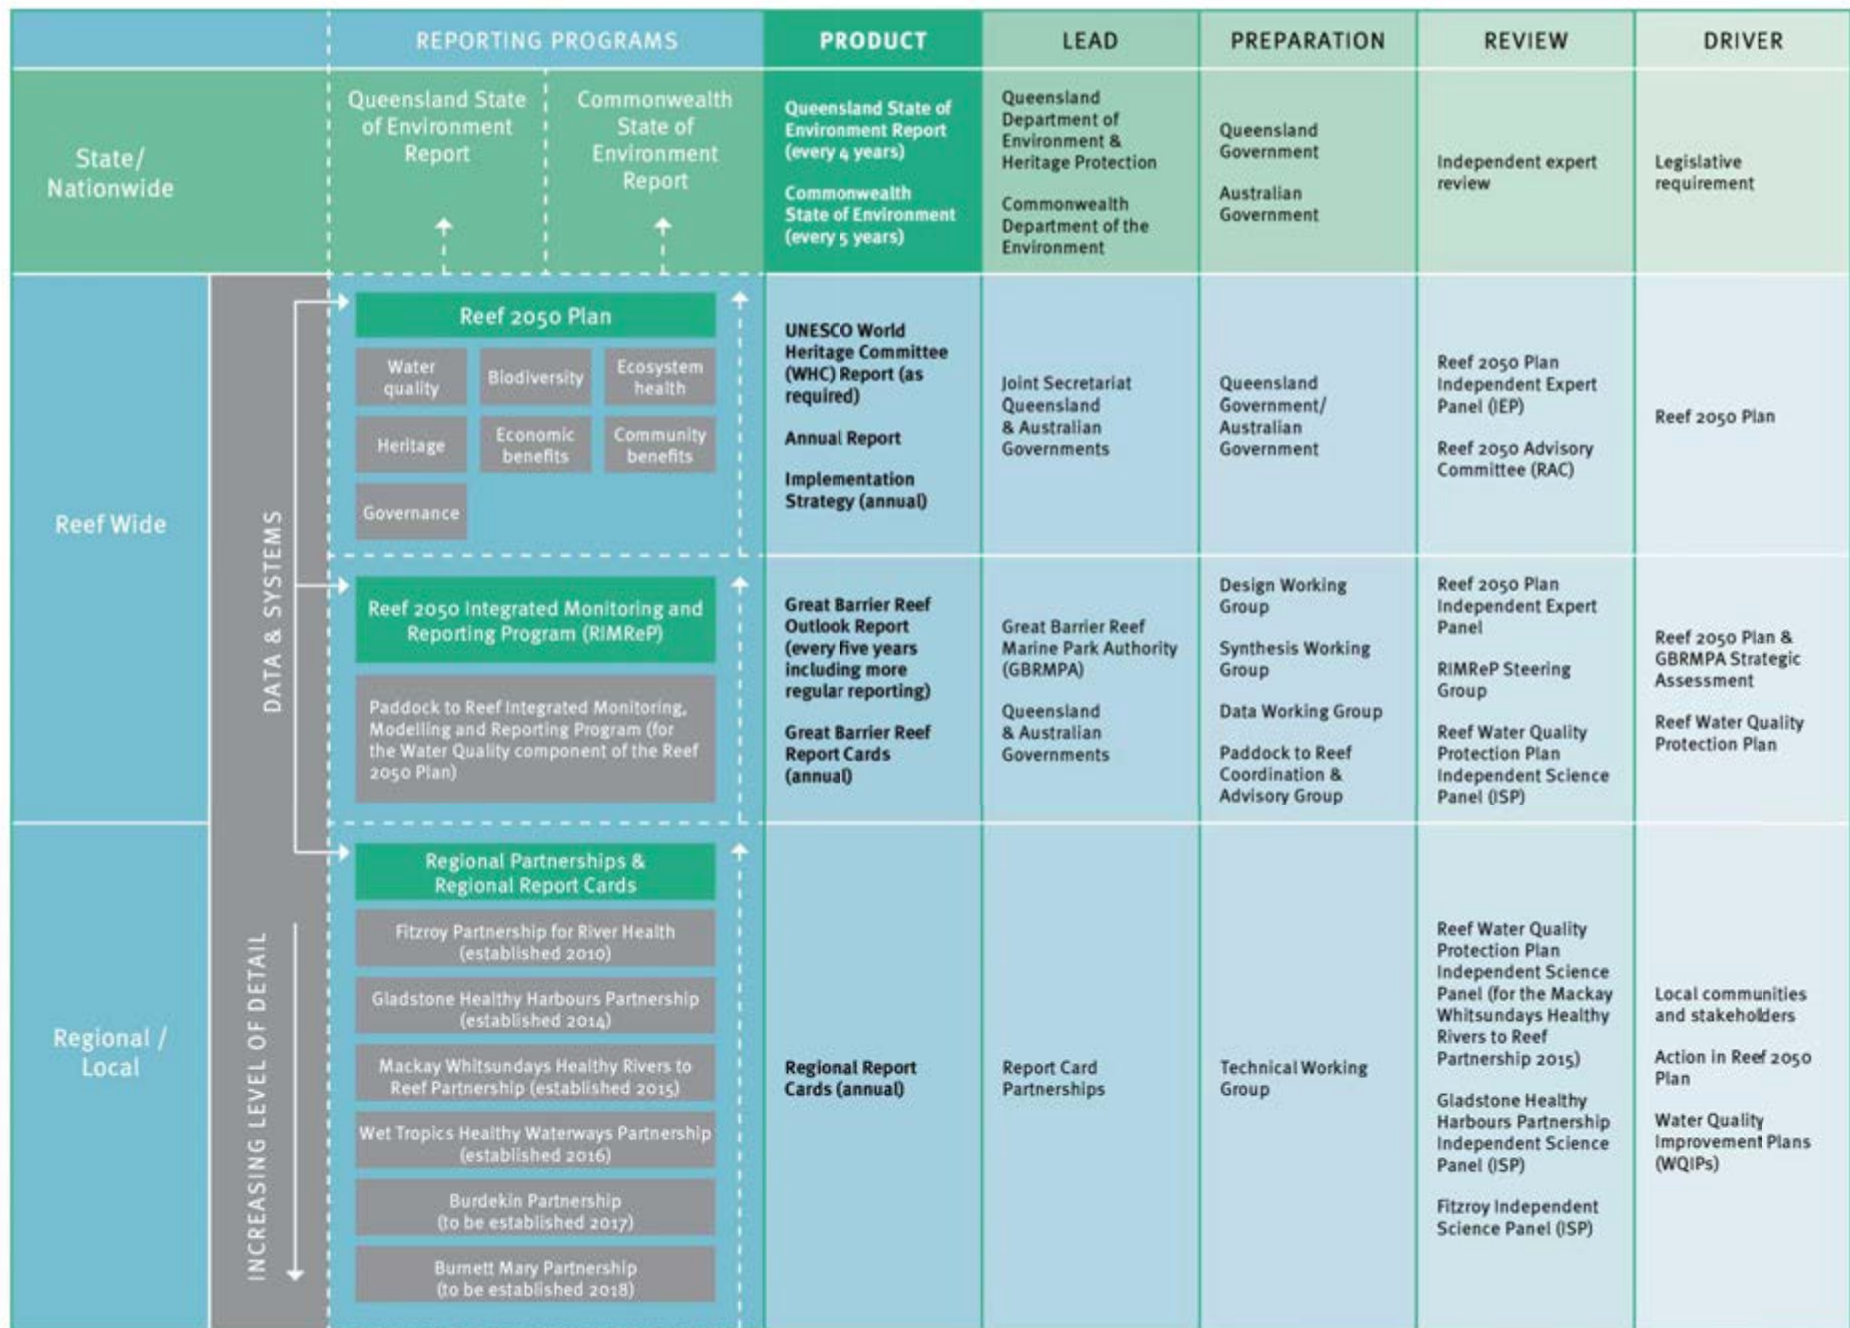 REPORTING PROGRAMS
PRODUCT
LEAD
PREPARATION
REVIEW
DRIVER
State/
Nationwide
Queensland State
of Environment
Report
Commonwealth
State of
Environment
Report
Queensland State of
Environment Report
(every 4 years)
Commonwealth
State of Environment
(every 5 years)
Queensland
Department of
Environment &
Heritage Protection
Commonwealth
Department of the
Environment
Queensland
Government
Australian
Government
Independent expert
review
Legislative
requirement
Reef Wide
DATA & SYSTEMS
Reef 2050 Plan
Water
quality
Biodiversity
Ecosystem
health
Heritage
Economic
benefits
Community
benefits
Governance
UNESCO World
Heritage Committee
(WHC) Report (as
required)
Annual Report
Implementation
Strategy (annual)
Joint Secretariat
Queensland
& Australian
Governments
Queensland
Government/
Australian
Government
Reef 2050 Plan
Independent Expert
Panel (IEP)
Reef 2050 Advisory
Committee (RAC)
Reef 2050 Plan
Reef 2050 Integrated Monitoring and
Reporting Program (RIMReP)
Paddock to Reef Integrated Monitoring,
Modelling and Reporting Program (for
the Water Quality component of the Reef
2050 Plan)
Great Barrier Reef
Outlook Report
(every five years
including more
regular reporting)
Great Barrier Reef
Report Cards
(annual)
Great Barrier Reef
Marine Park Authority
(GBRMPA)
Queensland
& Australian
Governments
Design Working
Group
Synthesis Working
Group
Data Working Group
Paddock to Reef
Coordination &
Advisory Group
Reef 2050 Plan
Independent Expert
Panel
RIMReP Steering
Group
Reef Water Quality
Protection Plan
Independent Science
Panel (ISP)
Reef 2050 Plan &
GBRMPA Strategic
Assessment
Reef Water Quality
Protection Plan
Regional /
Local
INCREASING LEVEL OF DETAIL
Regional Partnerships &
Regional Report Cards
Fitzroy Partnership for River Health
(established 2010)
Gladstone Healthy Harbours Partnership
(established 2014)
Mackay Whitsundays Healthy Rivers to
Reef Partnership (established 2015)
Wet Tropics Healthy Waterways Partnership
(established 2016)
Burdekin Partnership
(to be established 2017)
Burnett Mary Partnership
(to be established 2018)
Regional Report
Cards (annual)
Report Card
Partnerships
Technical Working
Group
Reef Water Quality
Protection Plan
Independent Science
Panel (for the Mackay
Whitsundays Healthy
Rivers to Reef
Partnership 2015)
Gladstone Healthy
Harbours Partnership
Independent Science
Panel (ISP)
Fitzroy Independent
Science Panel (ISP)
Local communities
and stakeholders
Action in Reef 2050
Plan
Water Quality
Improvement Plans
(WQIPs)